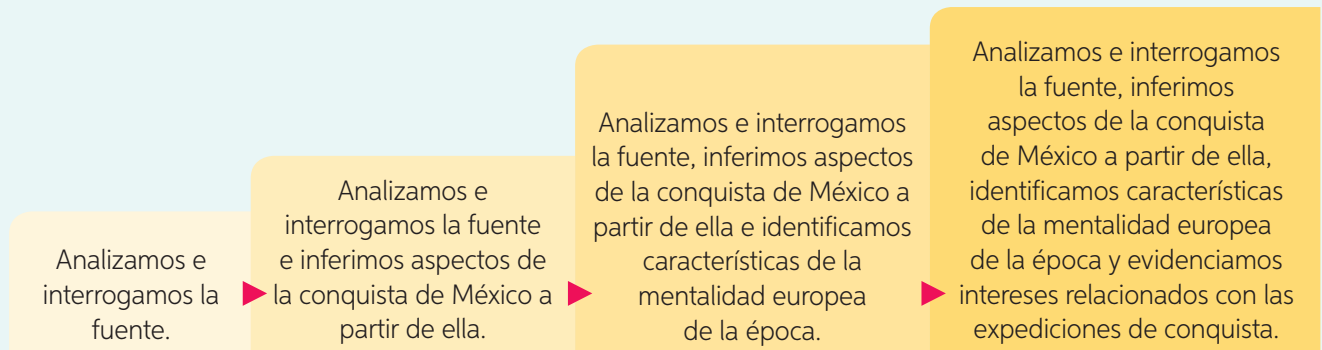 Analizamos e
interrogamos la
fuente.
Analizamos e
interrogamos la fuente
e inferimos aspectos de
la conquista de México a
partir de ella.
Analizamos e interrogamos
la fuente, inferimos aspectos
de la conquista de México a
partir de ella e identificamos
características de la
mentalidad europea
de la época.
Analizamos e interrogamos
la fuente, inferimos
aspectos de la conquista
de México a partir de ella,
identificamos características
de la mentalidad europea
de la época y evidenciamos
intereses relacionados con las
expediciones de conquista.